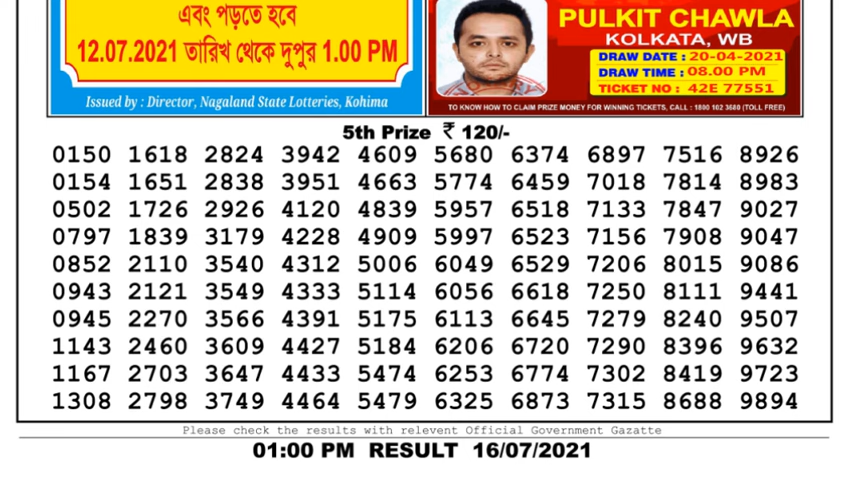 এবং পড়তে হবে
12.07.2021 তারিখ থেকে দুপুর 1.00 PM
Issued by : Director, Nagaland State Lotteries, Kohima
PULKIT CHAWLA
KOLKATA, WB
DRAW DATE : 20-04-2021
DRAW TIME : 08.00 PM
TICKET NO : 42E 77551
TO KNOW HOW TO CLAIM PRIZE MONEY FOR WINNING TICKETS, CALL : 1800 102 3580 (TOLL FREE)
5th Prize ₹ 120/-
0150 1618 2824 3942 4609 5680 6374 6897 7516 8926
0154 1651 2838 3951 4663 5774 6459 7018 7814 8983
0502 1726 2926 4120 4839 5957 6518 7133 7847 9027
0797 1839 3179 4228 4909 5997 6523 7156 7908 9047
0852 2110 3540 4312 5006 6049 6529 7206 8015 9086
0943 2121 3549 4333 5114 6056 6618 7250 8111 9441
0945 2270 3566 4391 5175 6113 6645 7279 8240 9507
1143 2460 3609 4427 5184 6206 6720 7290 8396 9632
1167 2703 3647 4433 5474 6253 6774 7302 8419 9723
1308 2798 3749 4464 5479 6325 6873 7315 8688 9894
Please check the results with relevent Official Government Gazatte
01:00 PM RESULT 16/07/2021